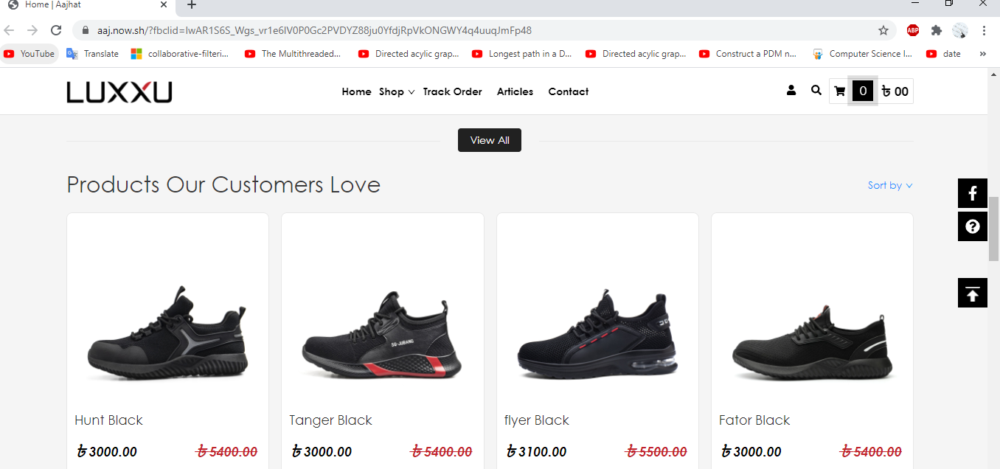 Home | Aajhat
aaj.now.sh/?fbclid=IwAR1S6S_Wgs_vr1e6IV0P0Gc2PVDYZ88ju0YfdjRpVkONGWY4q4uuqJmFp48
ABP
YouTube Translate collaborative-filteri... The Multithreaded... Directed acylic grap... Longest path in a D... Directed acylic grap... Construct a PDM n... Computer Science I... date »
LUXXU Home Shop Track Order Articles Contact 0 ৳ 00
View All
Products Our Customers Love Sort by
SQ-JUBANG
Hunt Black Tanger Black flyer Black Fator Black
৳ 3000.00 ৳ 5400.00 ৳ 3000.00 ৳ 5400.00 ৳ 3100.00 ৳ 5500.00 ৳ 3000.00 ৳ 5400.00